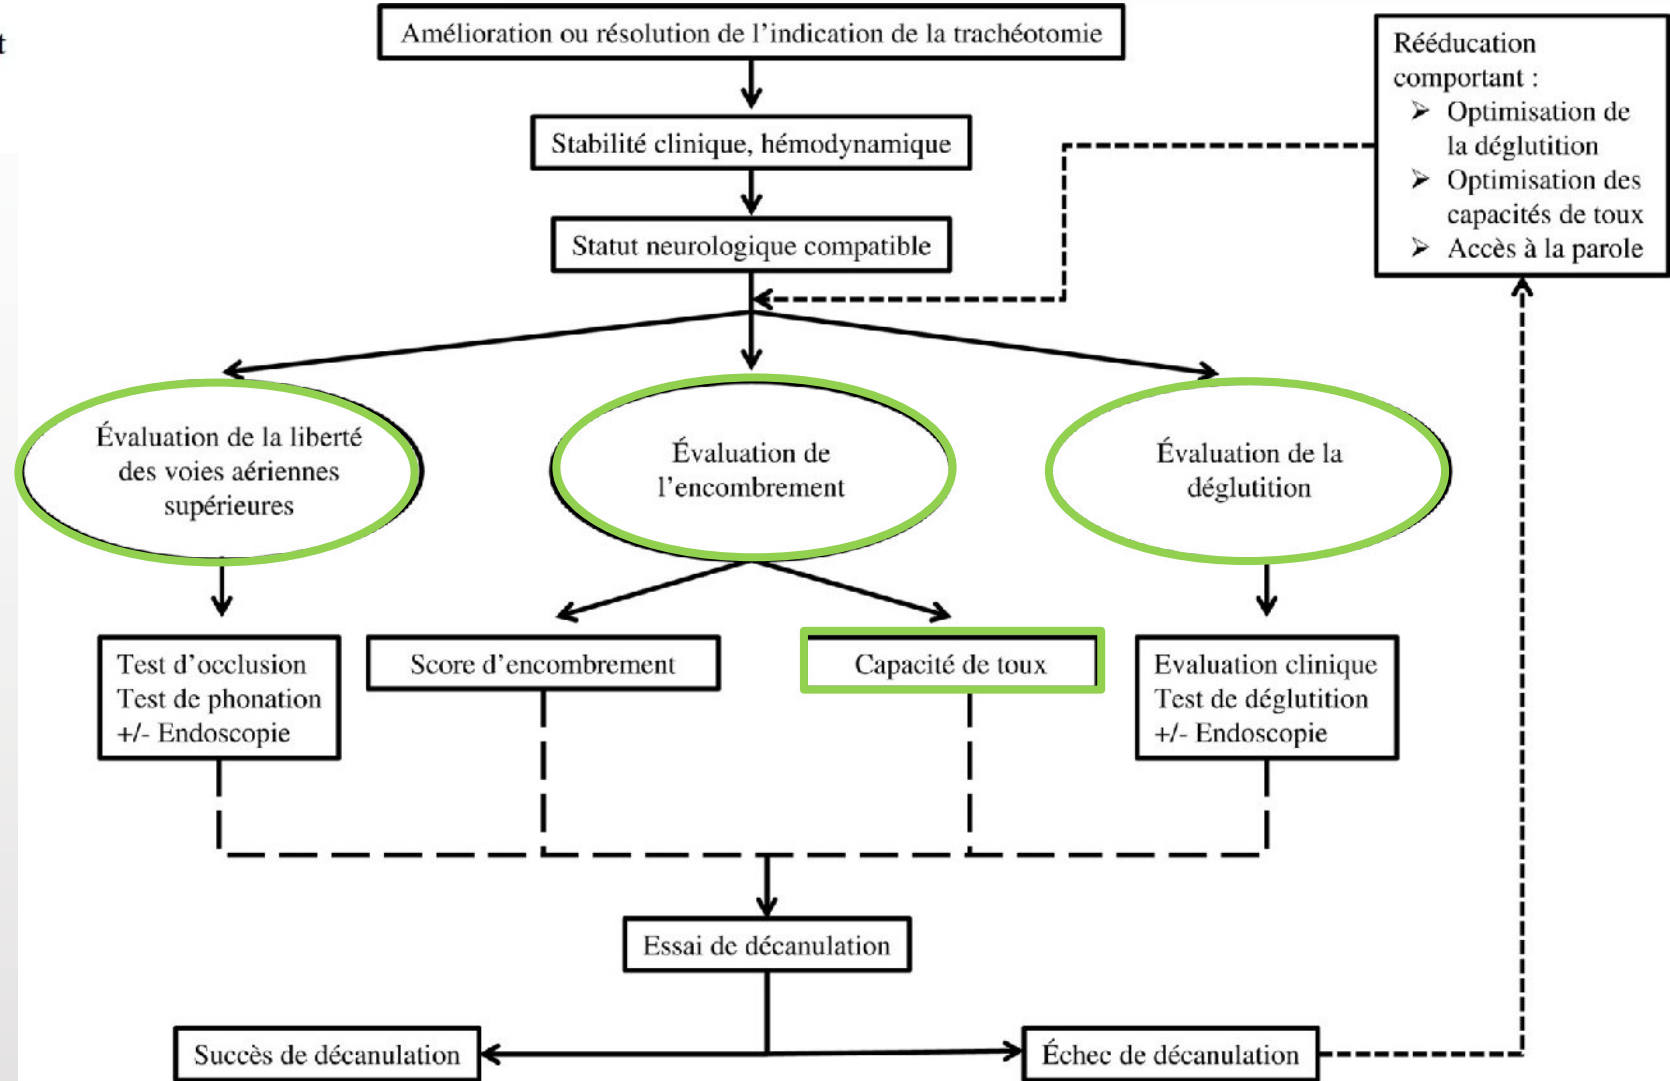 t
Amélioration ou résolution de l'indication de la trachéotomie
Stabilité clinique, hémodynamique
Statut neurologique compatible
Rééducation
comportant :
➢ Optimisation de
la déglutition
➢ Optimisation des
capacités de toux
➢ Accès à la parole
Évaluation de la liberté
des voies aériennes
supérieures
Évaluation de
l'encombrement
Évaluation de la
déglutition
Test d'occlusion
Test de phonation
+/- Endoscopie
Score d'encombrement
Capacité de toux
Evaluation clinique
Test de déglutition
+/- Endoscopie
Essai de décanulation
Succès de décanulation
Échec de décanulation